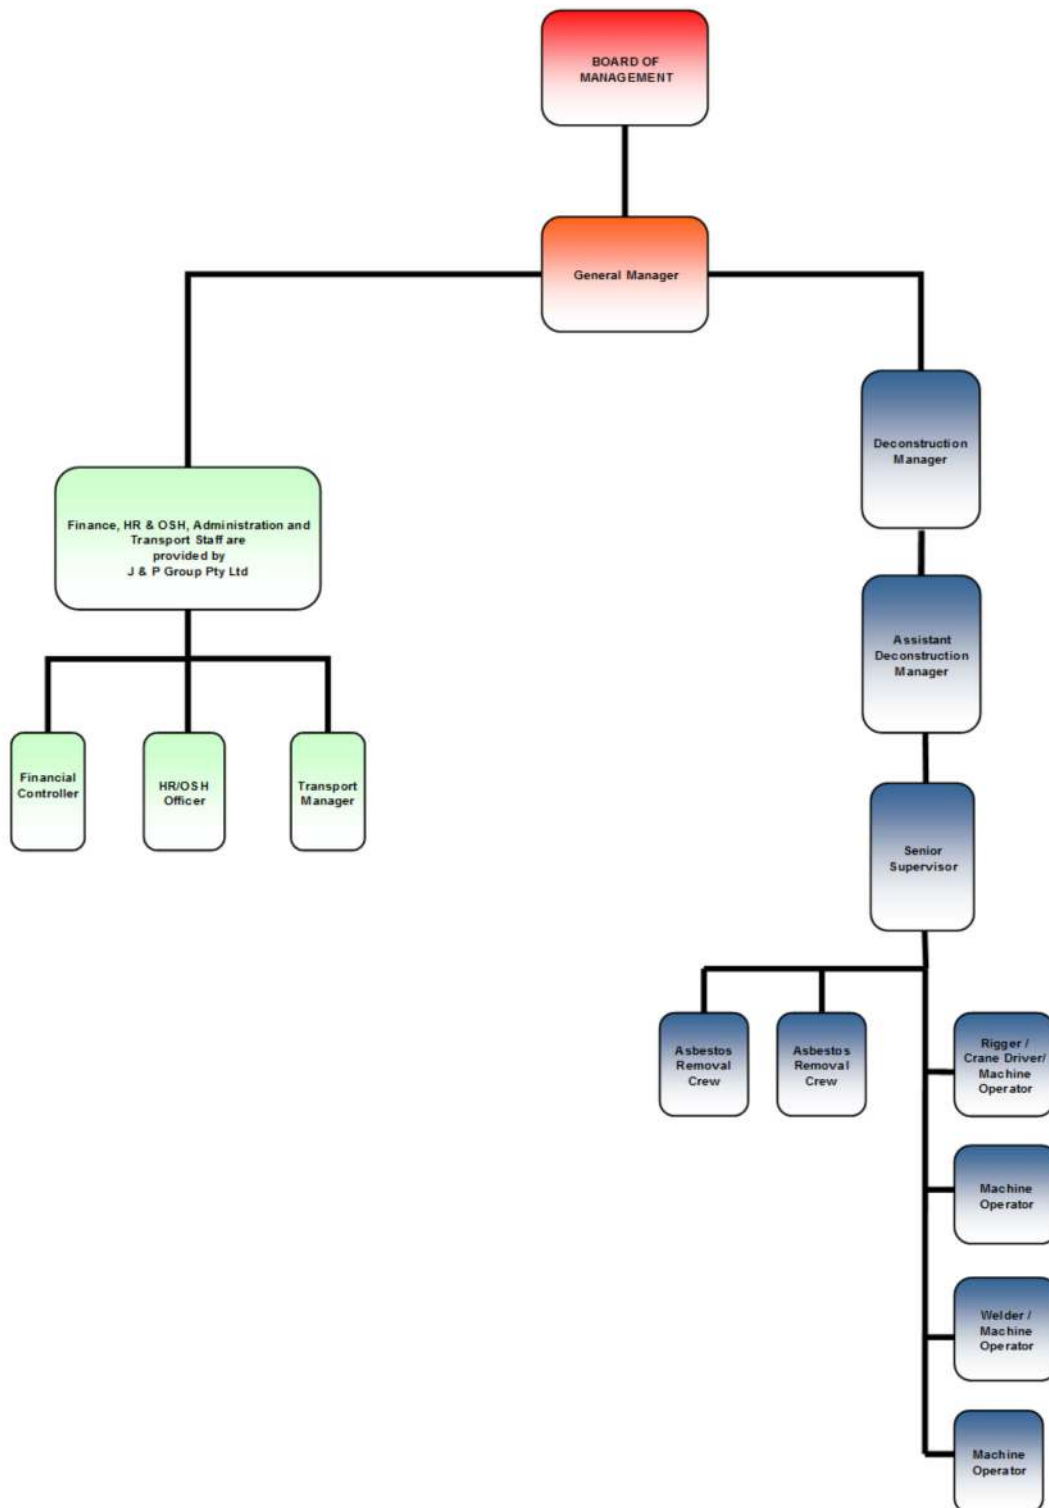 BOARD OF
MANAGEMENT
General Manager
Deconstruction
Manager
Finance, HR & OSH, Administration and
Transport Staff are
provided by
J & P Group Pty Ltd
Assistant
Deconstruction
Manager
Financial
Controller
HR/OSH
Officer
Transport
Manager
Senior
Supervisor
Asbestos
Removal
Crew
Asbestos
Removal
Crew
Rigger /
Crane Driver/
Machine
Operator
Machine
Operator
Welder /
Machine
Operator
Machine
Operator